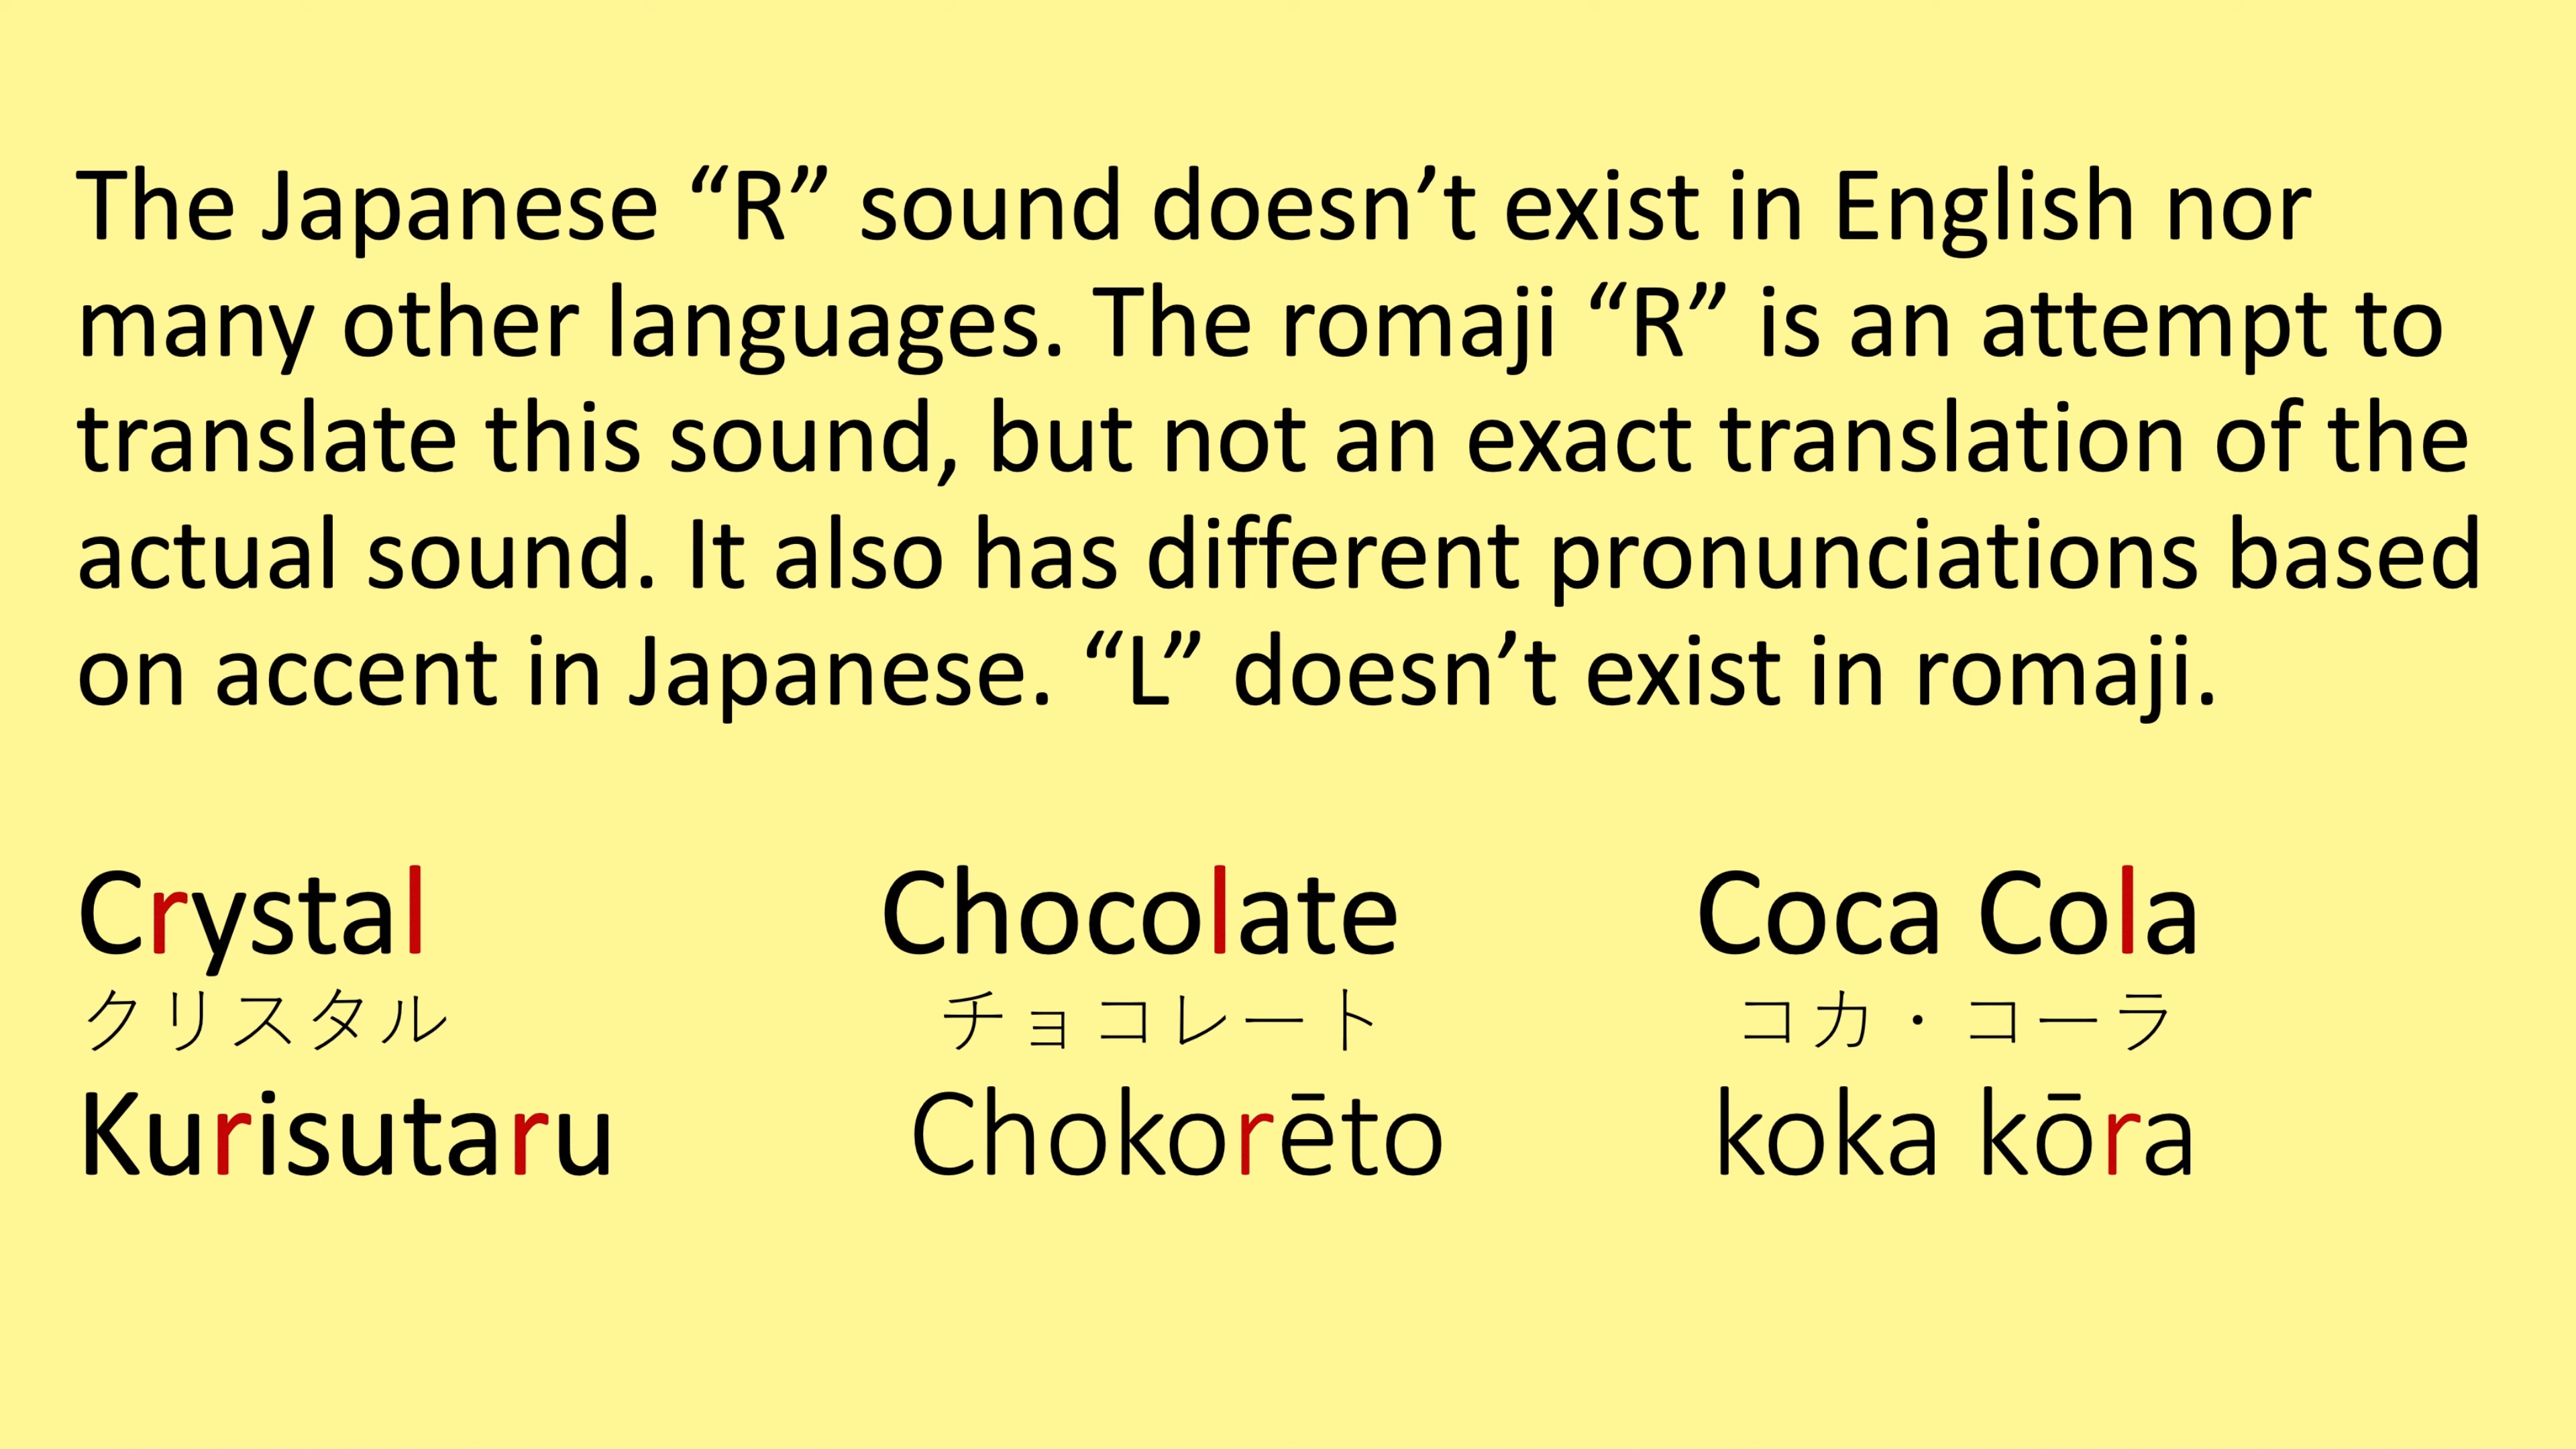 The Japanese “R” sound doesn’t exist in English nor
many other languages. The romaji “R” is an attempt to
translate this sound, but not an exact translation of the
actual sound. It also has different pronunciations based
on accent in Japanese. “L” doesn’t exist in romaji.
Crystal Chocolate Coca Cola
クリスタル チョコレート コカ・コーラ
Kurisutaru Chokorēto koka kōra